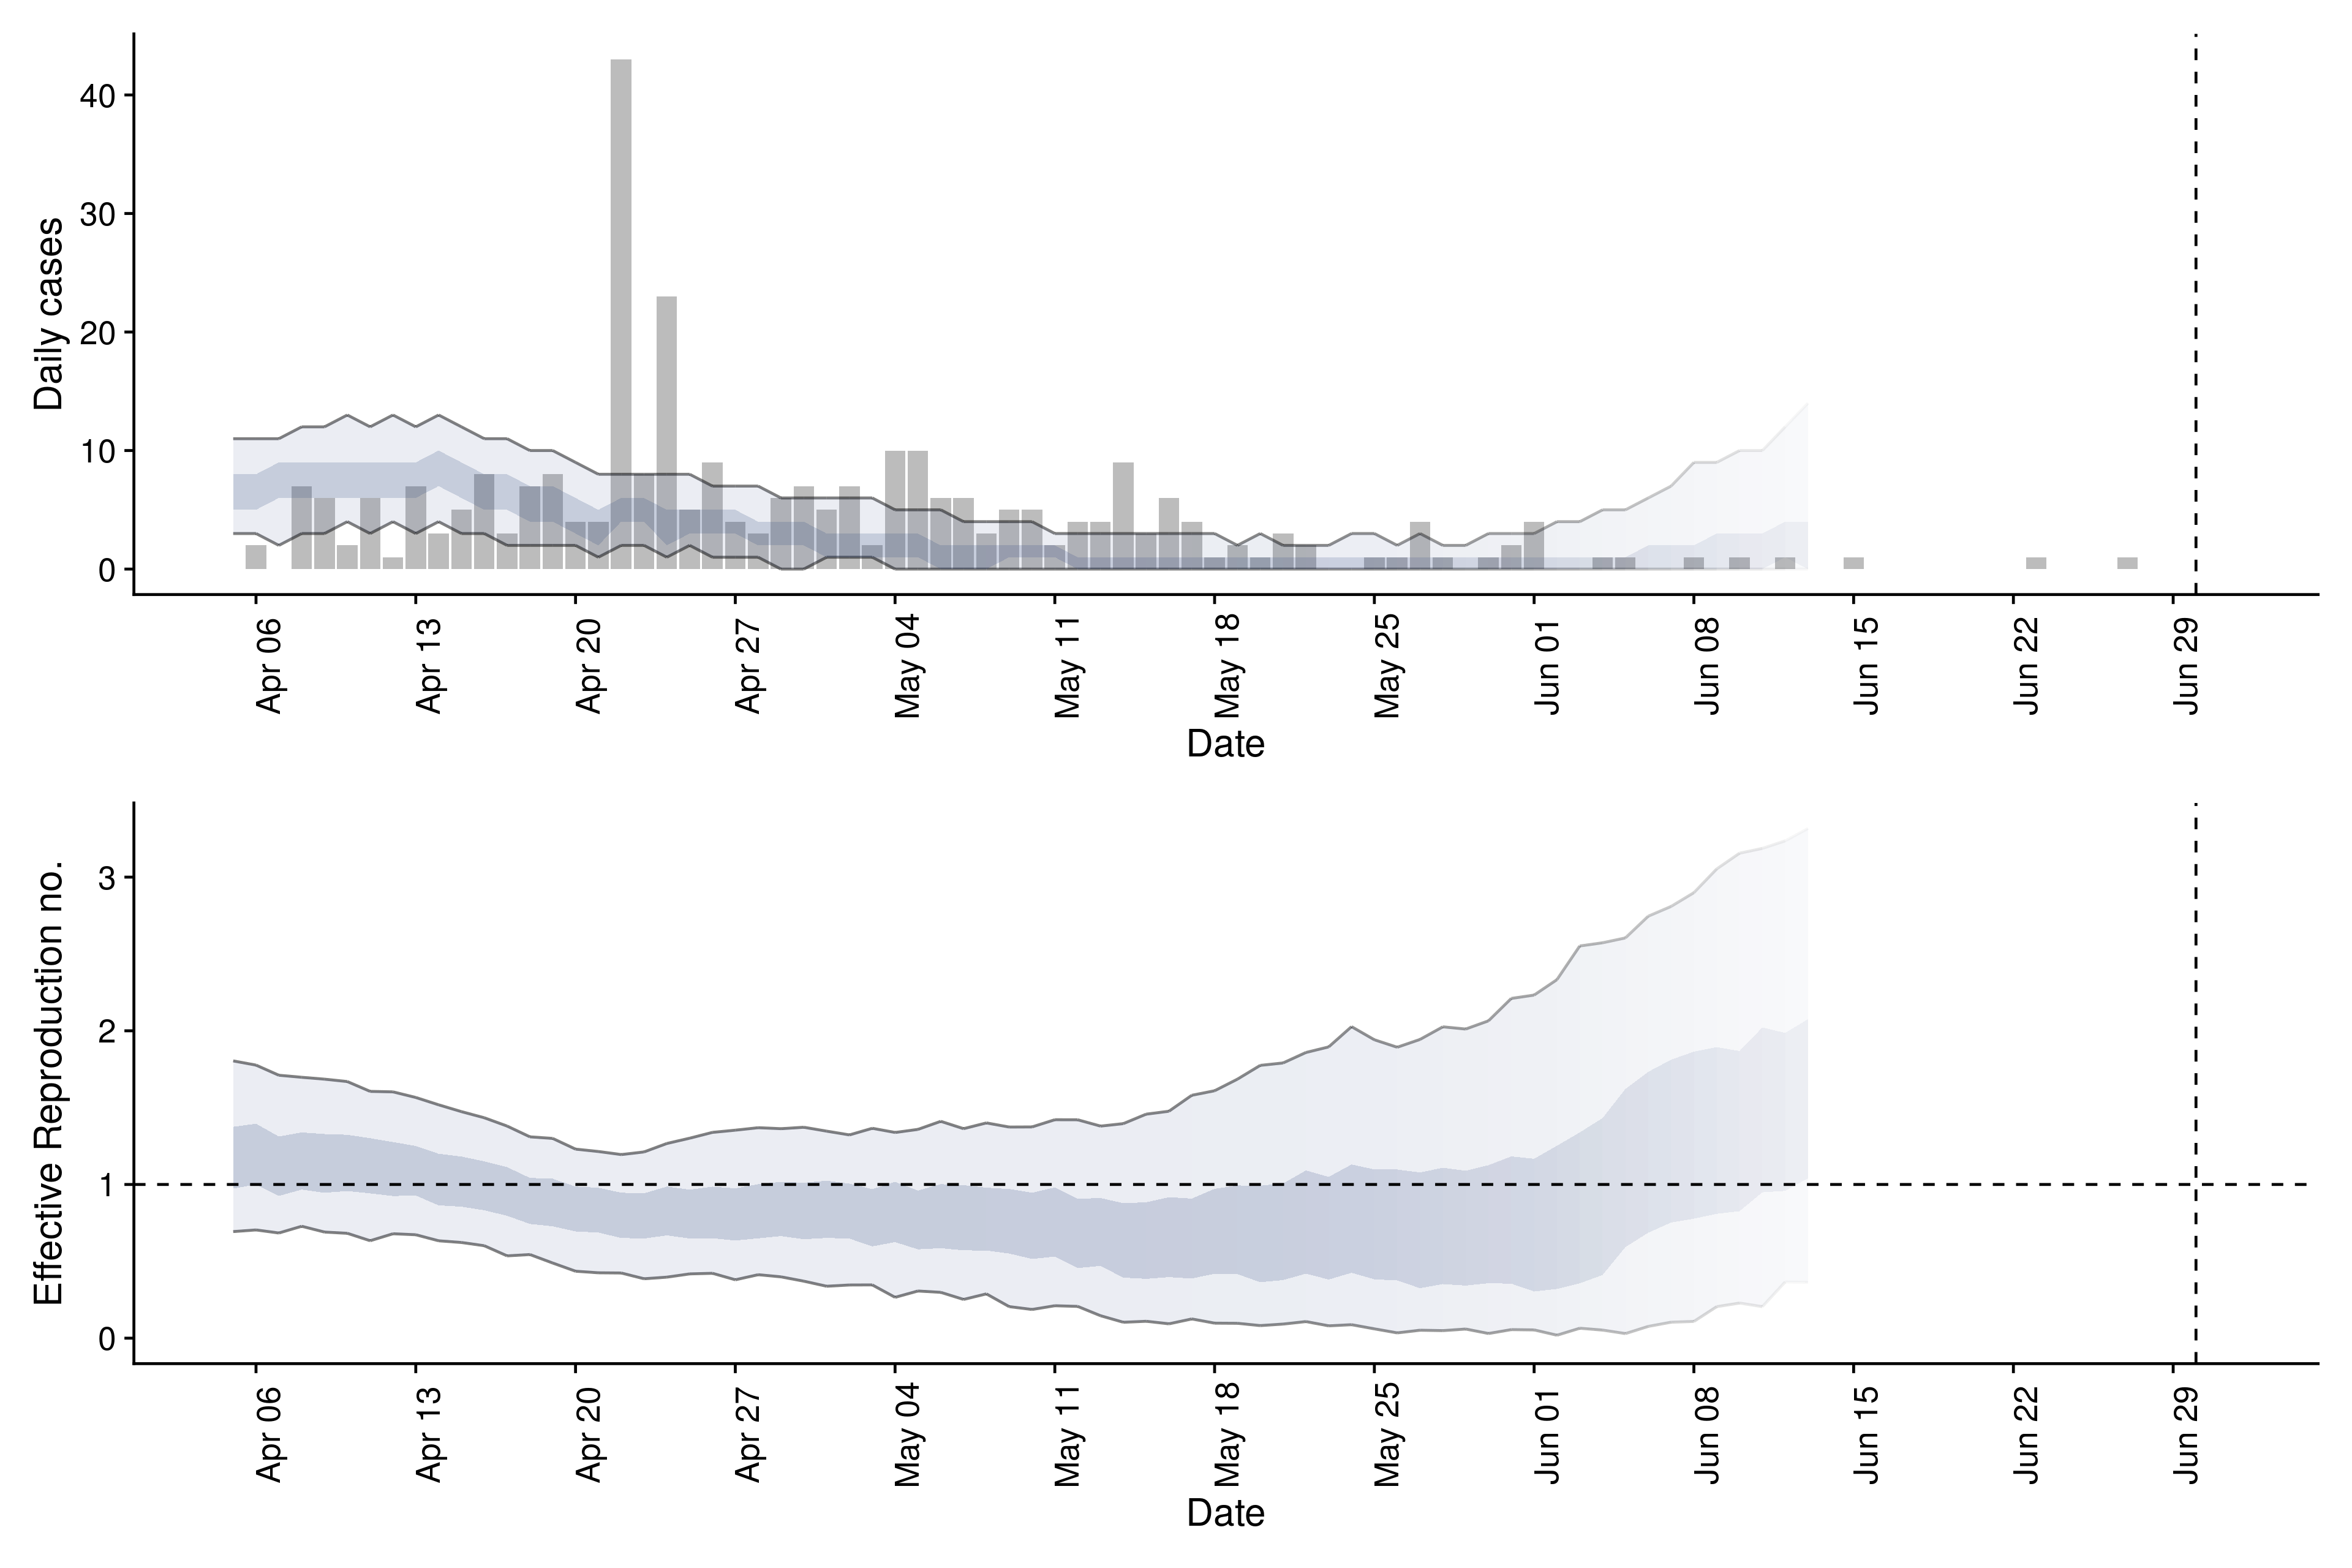 Daily cases
40
30
20
10
0
Apr 06
Apr 13
Apr 20
Apr 27
May 04
May 11
May 18
May 25
Jun 01
Jun 08
Jun 15
Jun 22
Jun 29
Date
Effective Reproduction no.
3
2
1
0
Apr 06
Apr 13
Apr 20
Apr 27
May 04
May 11
May 18
May 25
Jun 01
Jun 08
Jun 15
Jun 22
Jun 29
Date